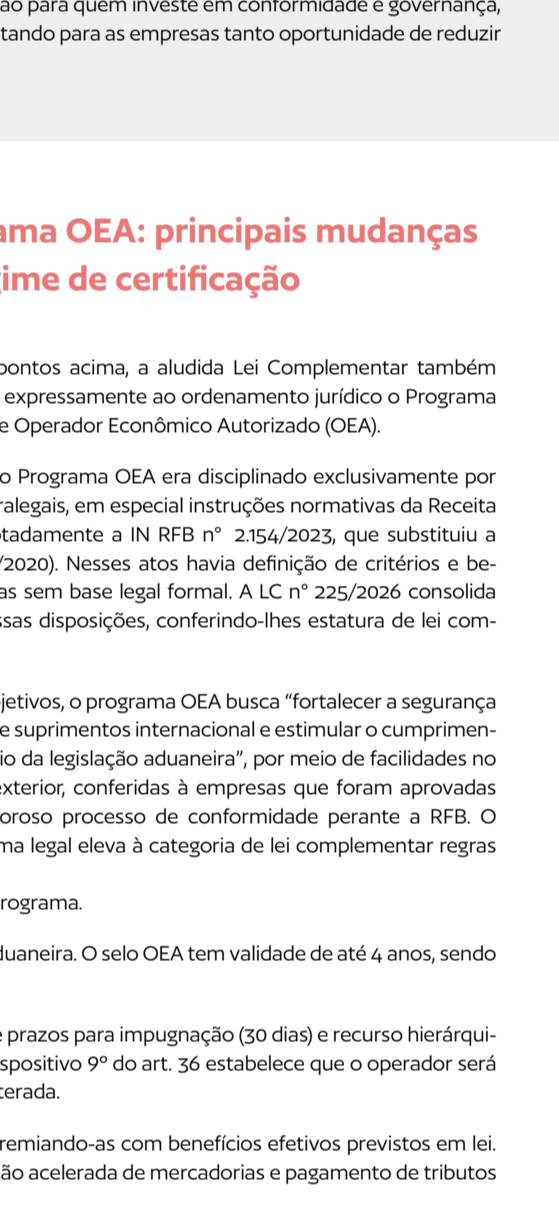 ão para quem investe em conformidade e governança,
tando para as empresas tanto oportunidade de reduzir
ama OEA: principais mudanças
ime de certificação
pontos acima, a aludida Lei Complementar também
expressamente ao ordenamento jurídico o Programa
e Operador Econômico Autorizado (OEA).
o Programa OEA era disciplinado exclusivamente por
ralegais, em especial instruções normativas da Receita
otadamente a IN RFB nº 2.154/2023, que substituiu a
/2020). Nesses atos havia definição de critérios e be-
as sem base legal formal. A LC nº 225/2026 consolida
ssas disposições, conferindo-lhes estatura de lei com-
jetivos, o programa OEA busca “fortalecer a segurança
e suprimentos internacional e estimular o cumprimen-
io da legislação aduaneira”, por meio de facilidades no
exterior, conferidas à empresas que foram aprovadas
oroso processo de conformidade perante a RFB. O
ma legal eleva à categoria de lei complementar regras
rograma.
duaneira. O selo OEA tem validade de até 4 anos, sendo
e prazos para impugnação (30 dias) e recurso hierárqui-
spositivo 9º do art. 36 estabelece que o operador será
terada.
remiando-as com benefícios efetivos previstos em lei.
ão acelerada de mercadorias e pagamento de tributos